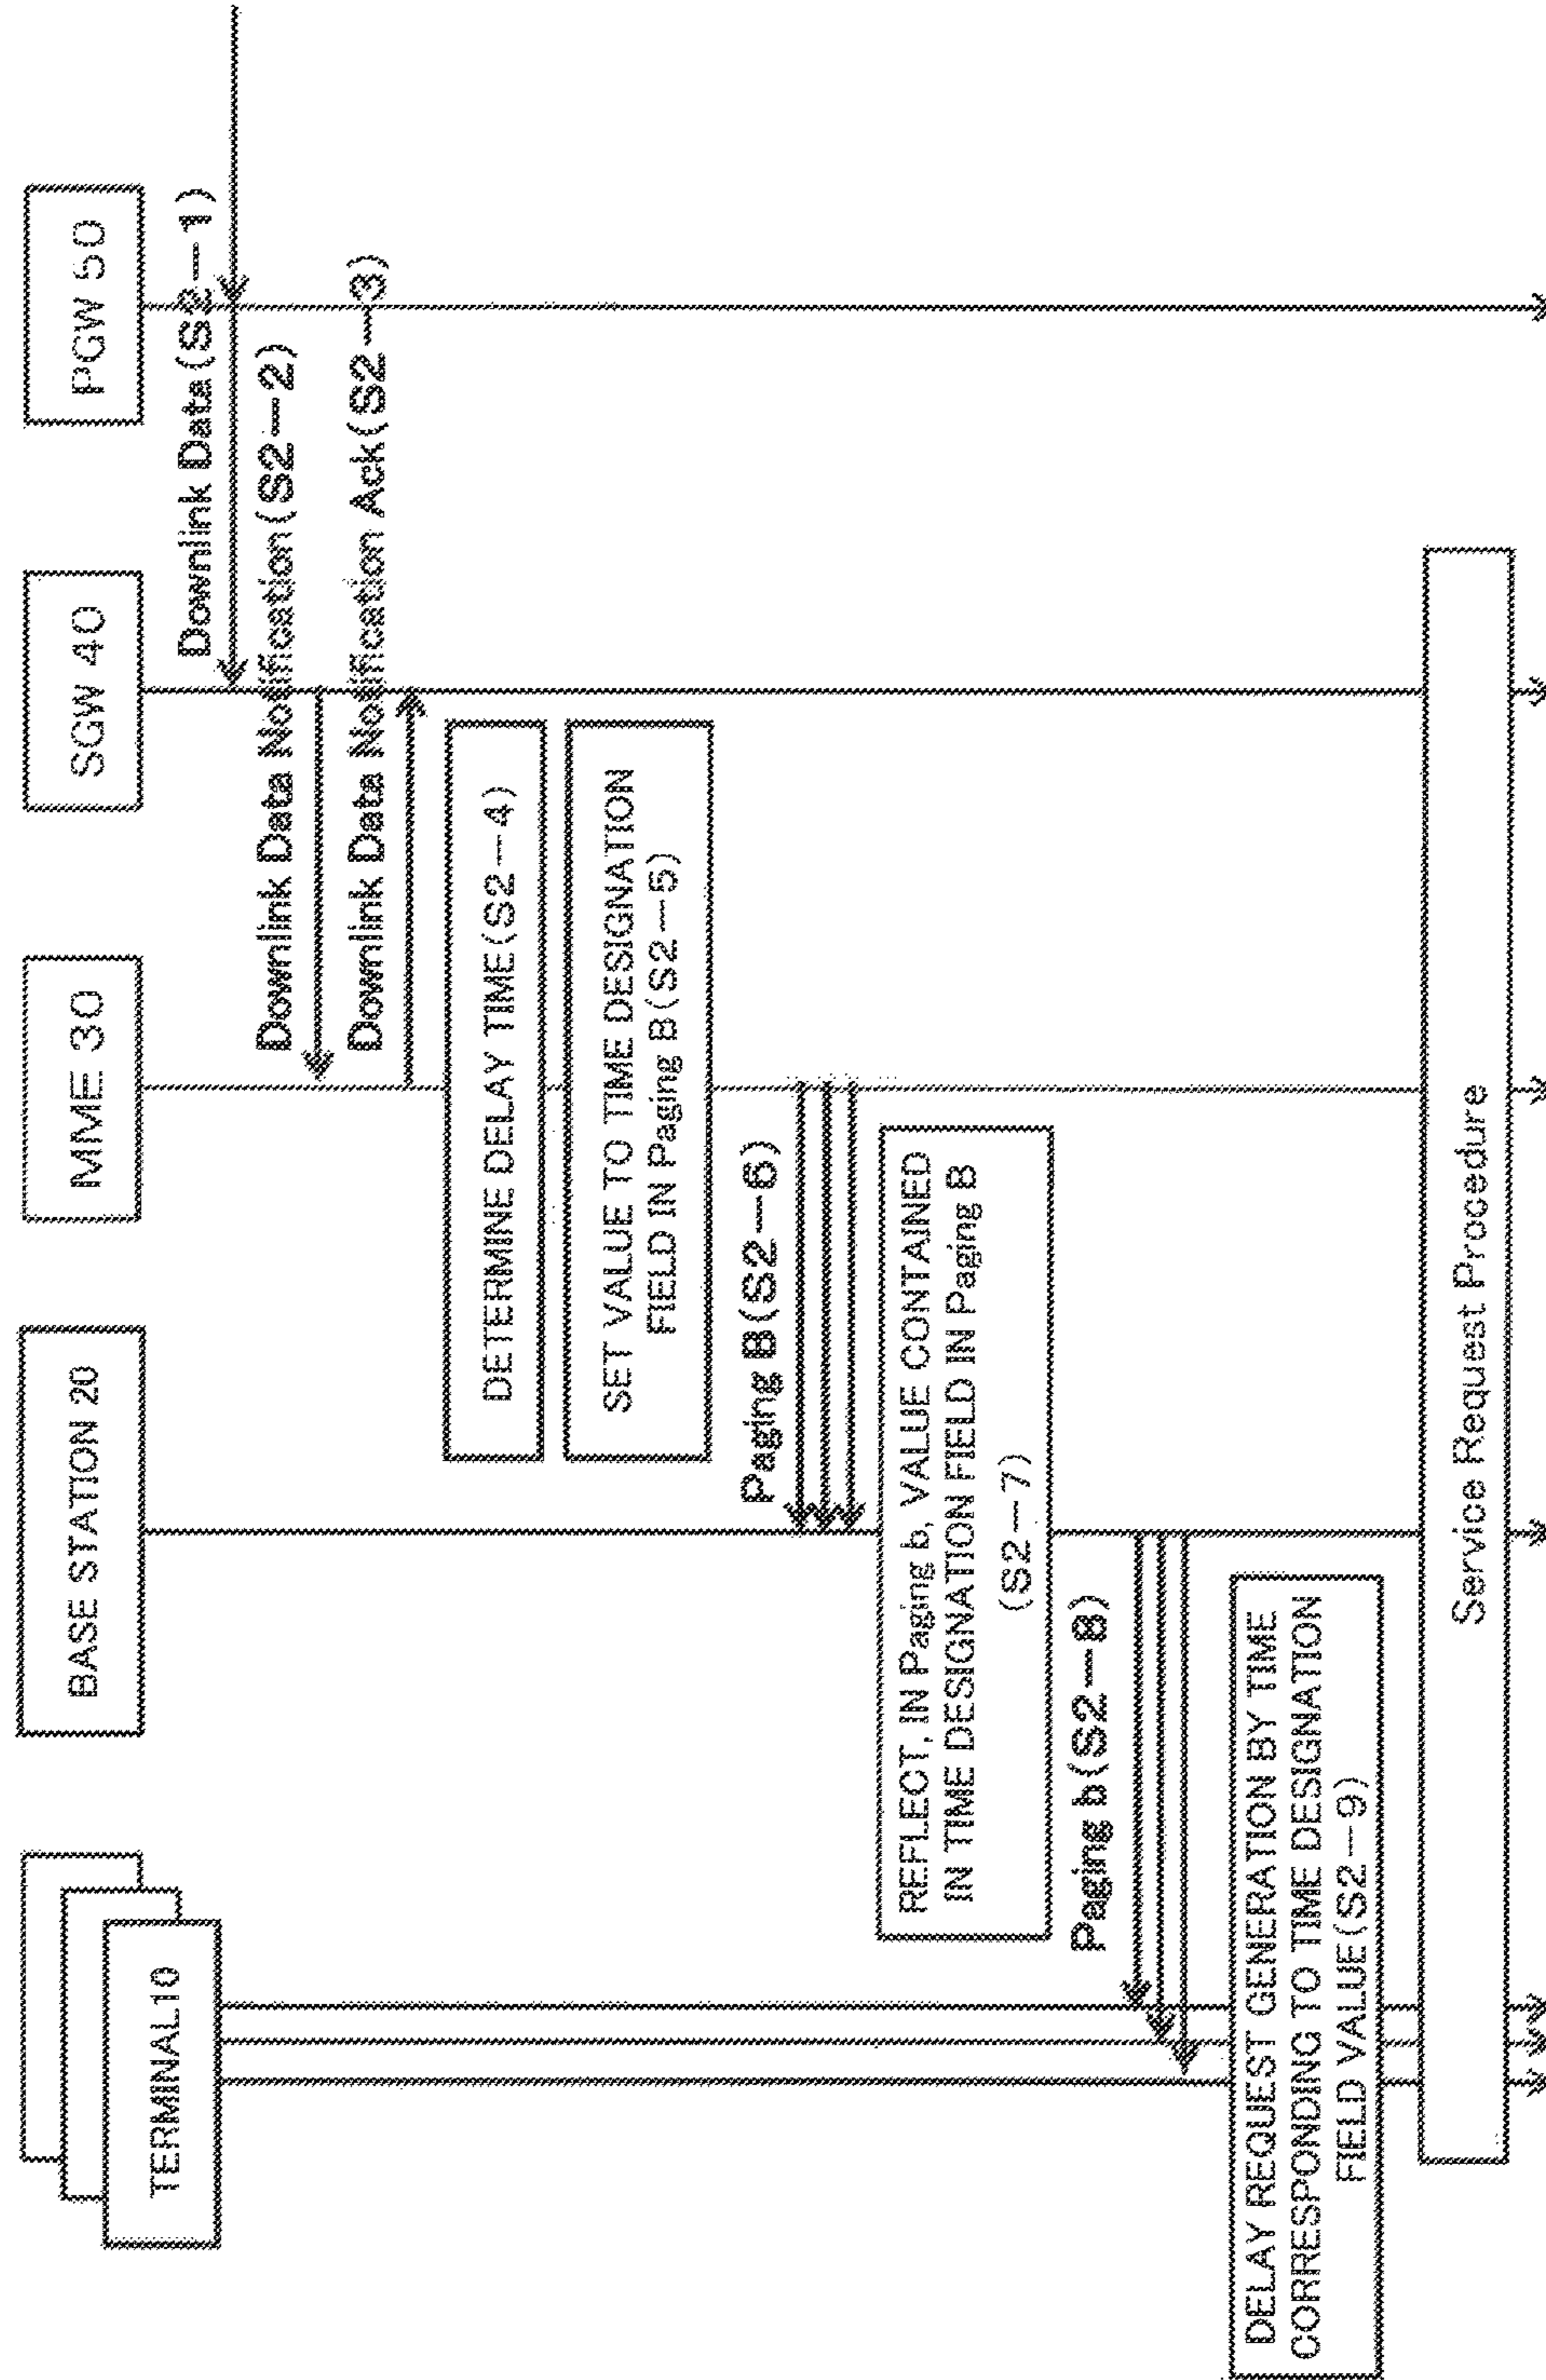 TERMINAL10
BASE STATION 20
MME 30
SGW 40
PGW 50
Downlink Data(S2—1)
Downlink Data Notification(S2—2)
Downlink Data Notification Ack(S2—3)
DETERMINE DELAY TIME(S2—4)
SET VALUE TO TIME DESIGNATION
FIELD IN Paging B(S2—5)
Paging B(S2—6)
REFLECT, IN Paging b, VALUE CONTAINED
IN TIME DESIGNATION FIELD IN Paging B
(S2—7)
Paging b(S2—8)
DELAY REQUEST GENERATION BY TIME
CORRESPONDING TO TIME DESIGNATION
FIELD VALUE(S2—9)
Service Request Procedure